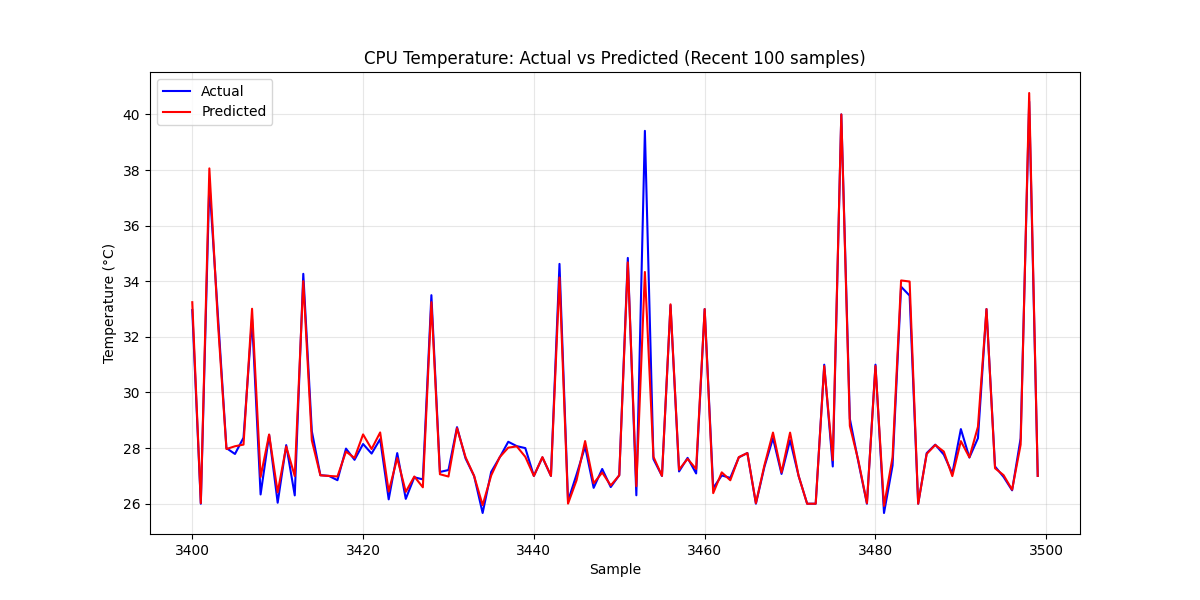 CPU Temperature: Actual vs Predicted (Recent 100 samples)
Actual
Predicted
Temperature (°C)
40
38
36
34
32
30
28
26
3400
3420
3440
3460
3480
3500
Sample